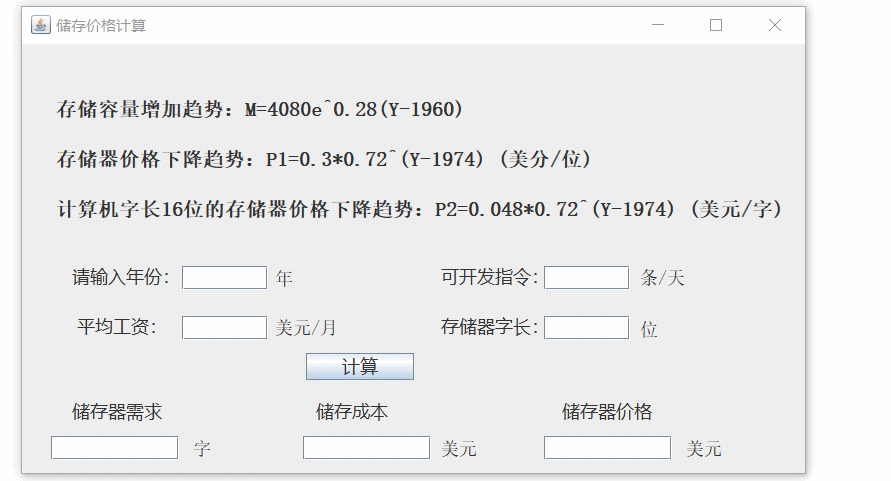 储存价格计算
存储容量增加趋势：M=4080e^0.28(Y-1960)
存储器价格下降趋势：P1=0.3*0.72^(Y-1974) (美分/位)
计算机字长16位的存储器价格下降趋势：P2=0.048*0.72^(Y-1974) (美元/字)
请输入年份： 年 可开发指令： 条/天
平均工资： 美元/月 存储器字长： 位
计算
储存器需求 储存成本 储存器价格
字 美元 美元